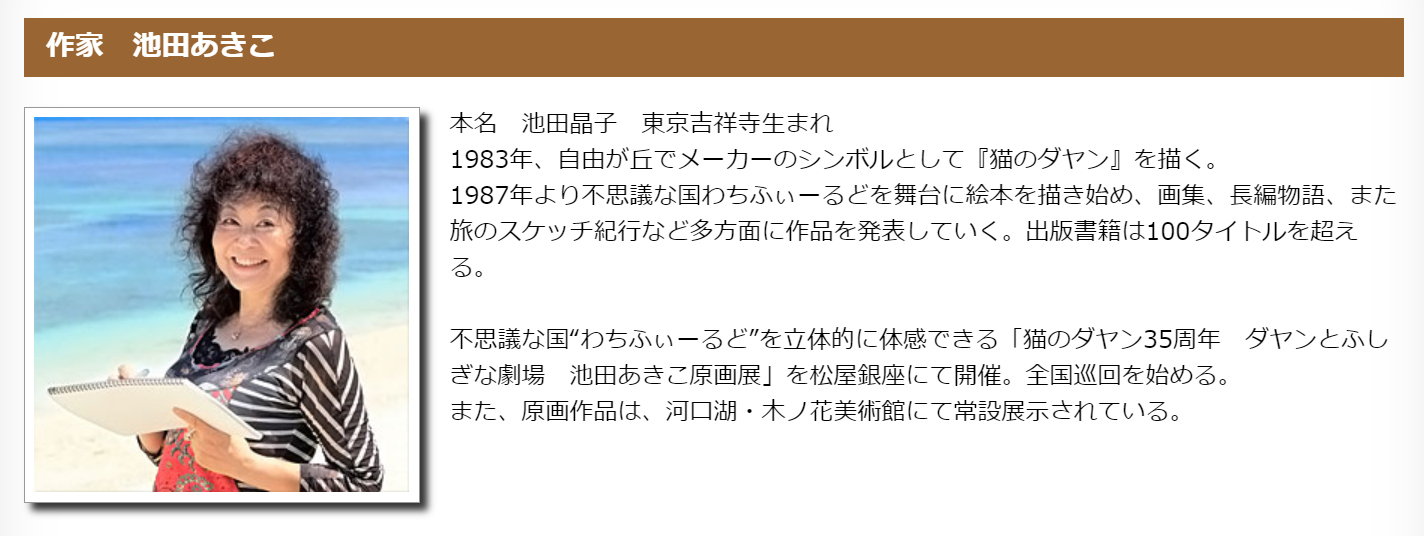 作家　池田あきこ
本名　池田晶子　東京吉祥寺生まれ
1983年、自由が丘でメーカーのシンボルとして『猫のダヤン』を描く。
1987年より不思議な国わちふぃーるどを舞台に絵本を描き始め、画集、長編物語、また
旅のスケッチ紀行など多方面に作品を発表していく。出版書籍は100タイトルを超え
る。
不思議な国“わちふぃーるど”を立体的に体感できる「猫のダヤン35周年　ダヤンとふし
ぎな劇場　池田あきこ原画展」を松屋銀座にて開催。全国巡回を始める。
また、原画作品は、河口湖・木ノ花美術館にて常設展示されている。